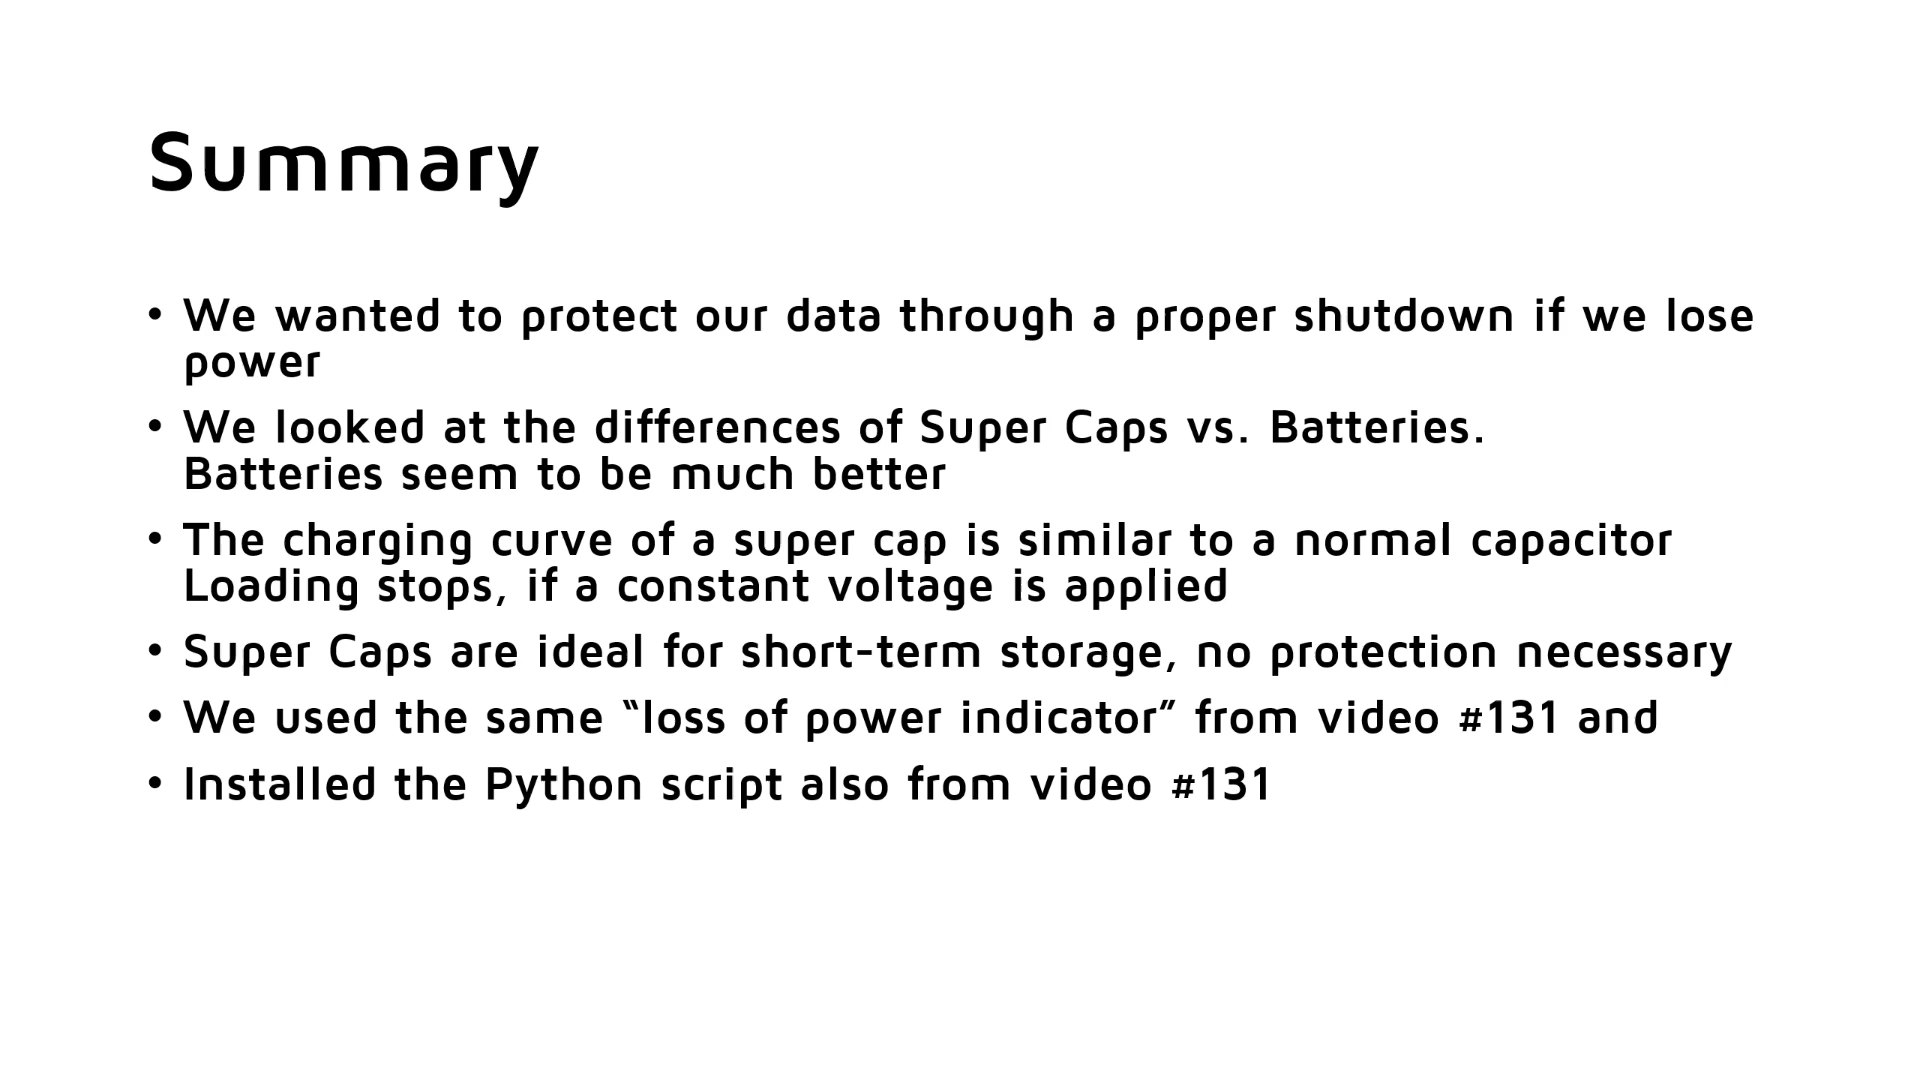 Summary
• We wanted to protect our data through a proper shutdown if we lose
power
• We looked at the differences of Super Caps vs. Batteries.
Batteries seem to be much better
• The charging curve of a super cap is similar to a normal capacitor
Loading stops, if a constant voltage is applied
• Super Caps are ideal for short-term storage, no protection necessary
• We used the same “loss of power indicator” from video #131 and
• Installed the Python script also from video #131